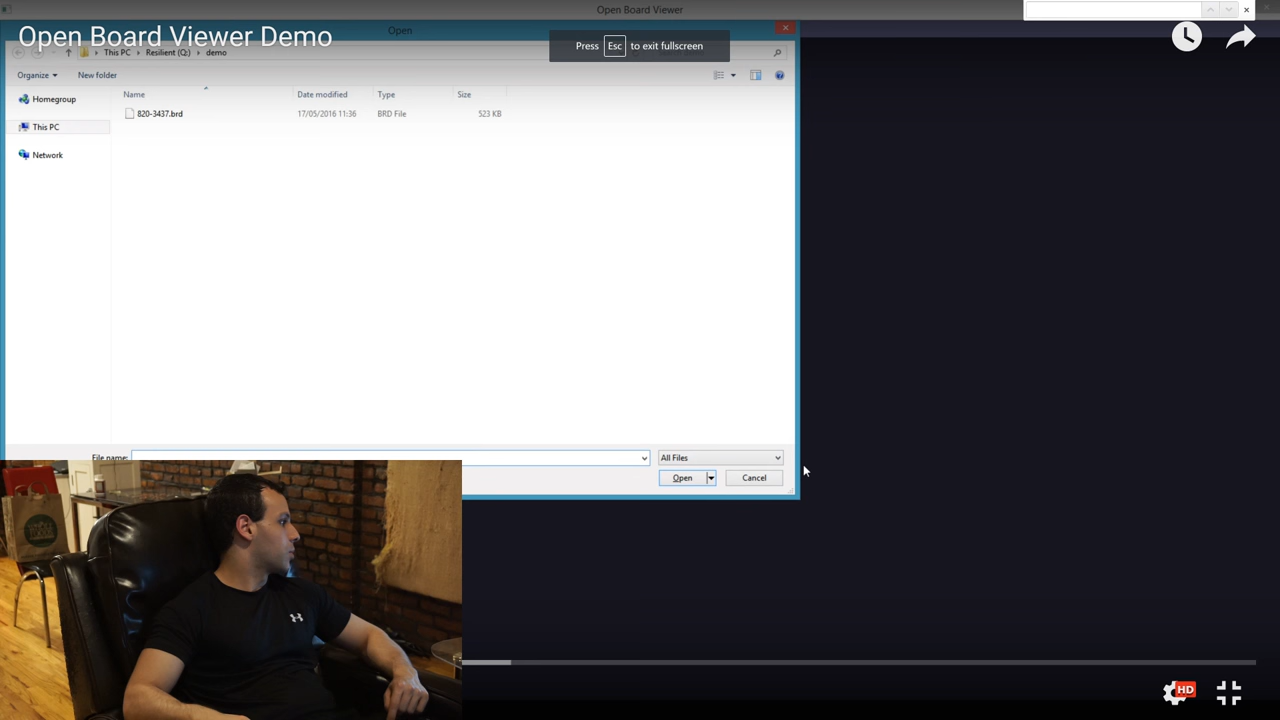 Open Board Viewer
Open Board Viewer Demo
Open
Press Esc to exit fullscreen
This PC Resilient (Q:) demo
Organize New folder
Name Date modified Type Size
820-3437.brd 17/05/2016 11:36 BRD File 523 KB
Homegroup
This PC
Network
File name: All Files
Open Cancel
HD